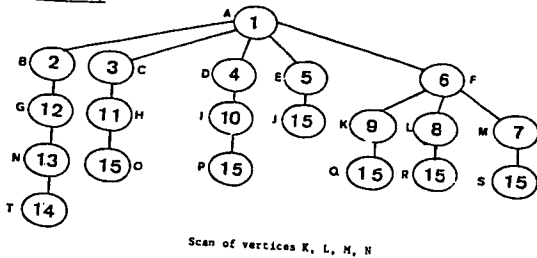 A 1
B 2 3 C D 4 E 5 6 F
G 12 11 H I 10 J 15 K 9 L 8 M 7
N 13 15 O P 15 Q 15 R 15 S 15
T 14
Scan of vertices K, L, M, N